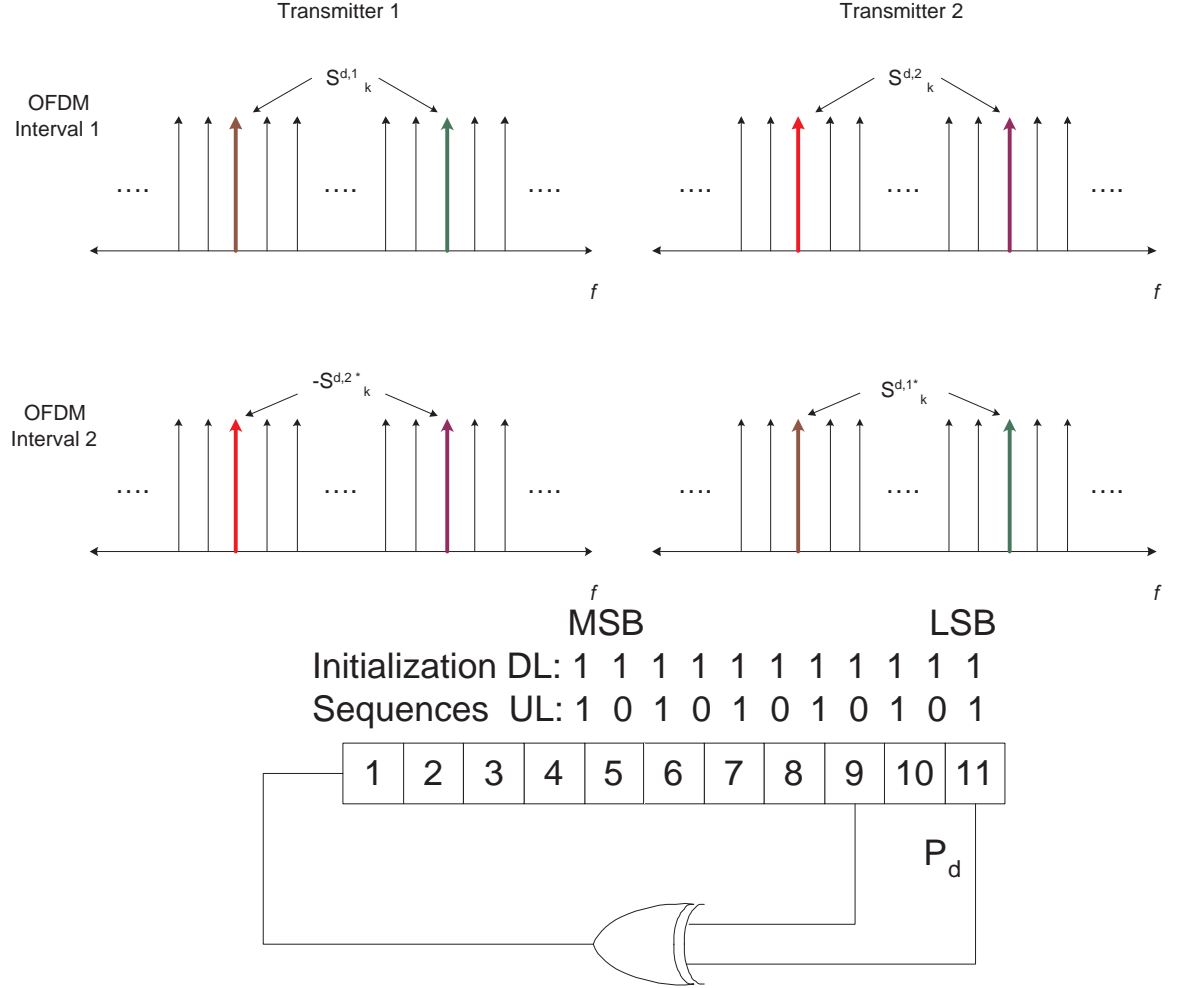 Transmitter 1
Transmitter 2
OFDM
Interval 1
S^d,1 _k
S^d,2 _k
.... .... ....
.... .... ....
f
f
OFDM
Interval 2
-S^d,2 * _k
S^d,1* _k
.... .... ....
.... .... ....
f
f
MSB LSB
Initialization DL: 1 1 1 1 1 1 1 1 1 1 1
Sequences UL: 1 0 1 0 1 0 1 0 1 0 1
1 2 3 4 5 6 7 8 9 10 11
P_d